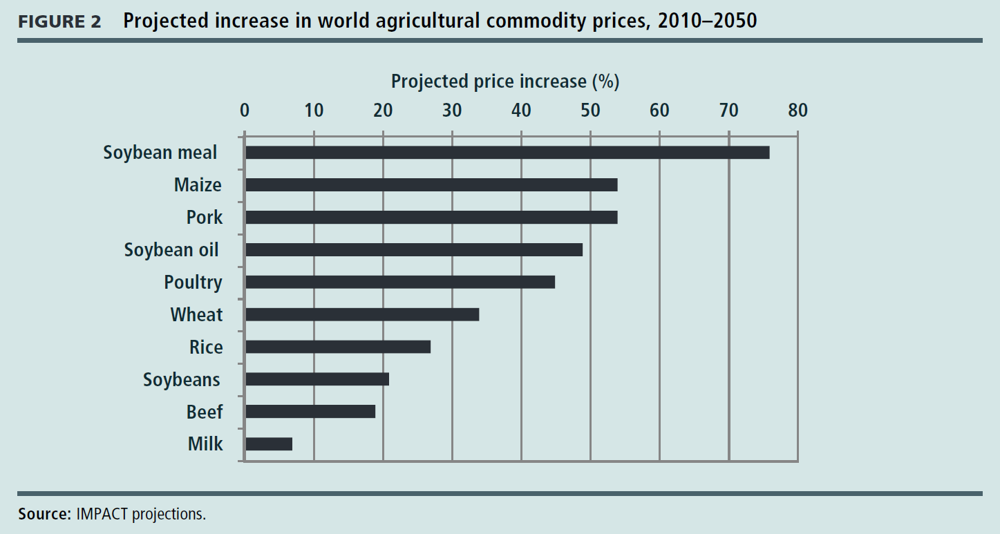 FIGURE 2 Projected increase in world agricultural commodity prices, 2010–2050
Projected price increase (%)
0 10 20 30 40 50 60 70 80
Soybean meal
Maize
Pork
Soybean oil
Poultry
Wheat
Rice
Soybeans
Beef
Milk
Source: IMPACT projections.